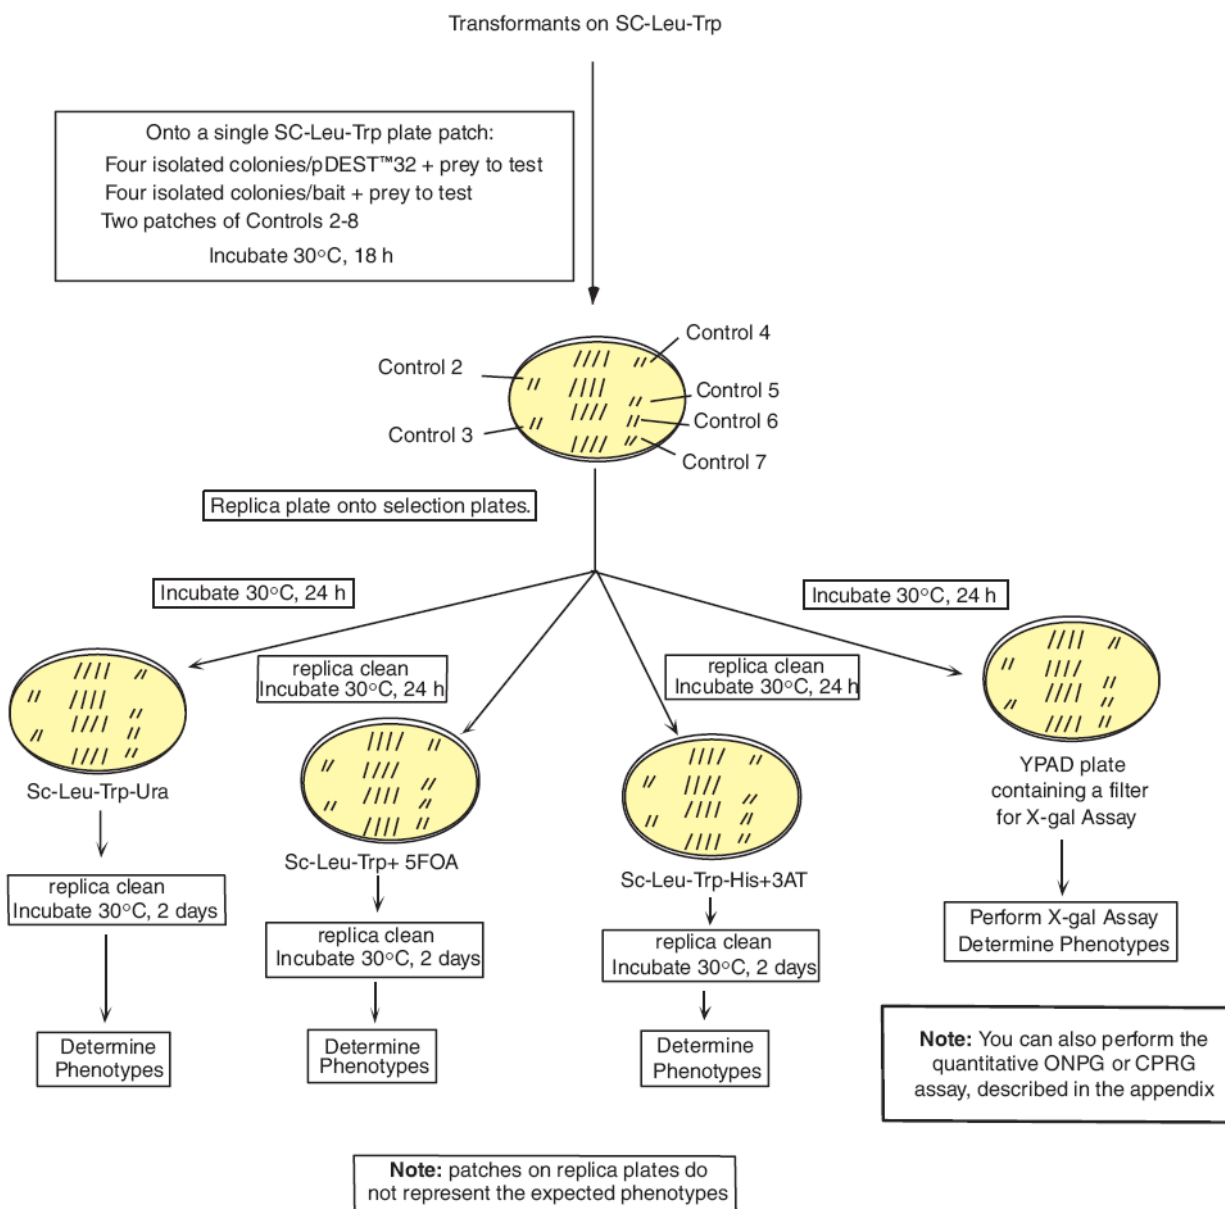 Transformants on SC-Leu-Trp
Onto a single SC-Leu-Trp plate patch:
Four isolated colonies/pDEST™32 + prey to test
Four isolated colonies/bait + prey to test
Two patches of Controls 2-8
Incubate 30°C, 18 h
Control 4
Control 2
Control 5
Control 6
Control 3
Control 7
Replica plate onto selection plates.
Incubate 30°C, 24 h
Incubate 30°C, 24 h
replica clean
Incubate 30°C, 24 h
replica clean
Incubate 30°C, 24 h
Sc-Leu-Trp-Ura
Sc-Leu-Trp+ 5FOA
Sc-Leu-Trp-His+3AT
YPAD plate
containing a filter
for X-gal Assay
replica clean
Incubate 30°C, 2 days
replica clean
Incubate 30°C, 2 days
replica clean
Incubate 30°C, 2 days
Perform X-gal Assay
Determine Phenotypes
Determine
Phenotypes
Determine
Phenotypes
Determine
Phenotypes
Note: You can also perform the
quantitative ONPG or CPRG
assay, described in the appendix
Note: patches on replica plates do
not represent the expected phenotypes